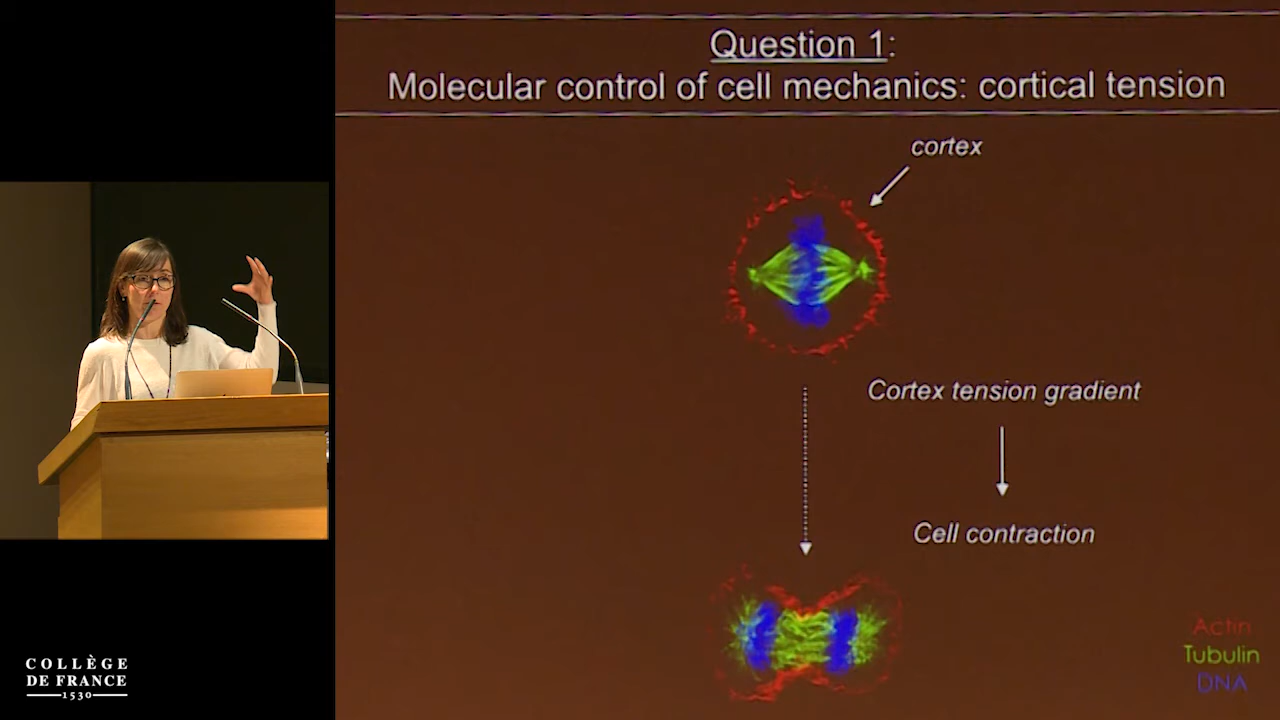 Question 1:
Molecular control of cell mechanics: cortical tension
cortex
Cortex tension gradient
Cell contraction
Actin
Tubulin
DNA
COLLÈGE
DE FRANCE
1530